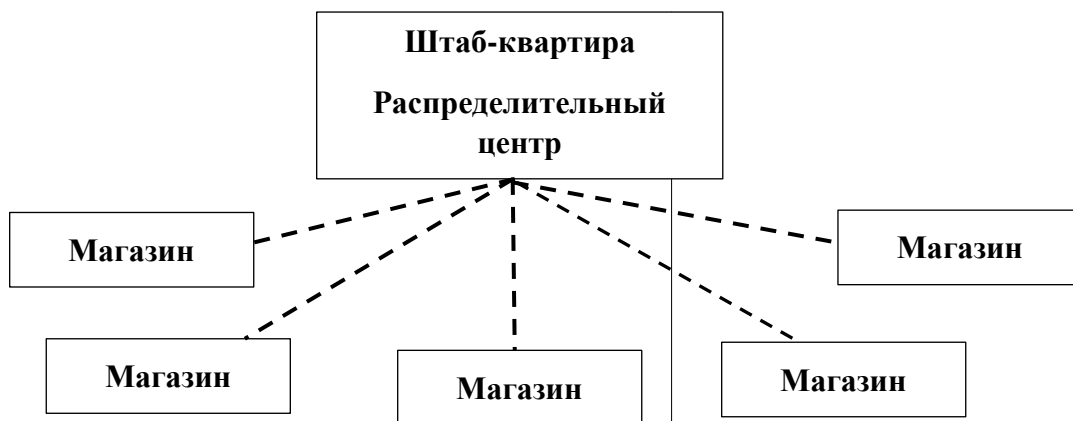 Штаб-квартира
Распределительный
центр
Магазин
Магазин
Магазин
Магазин
Магазин